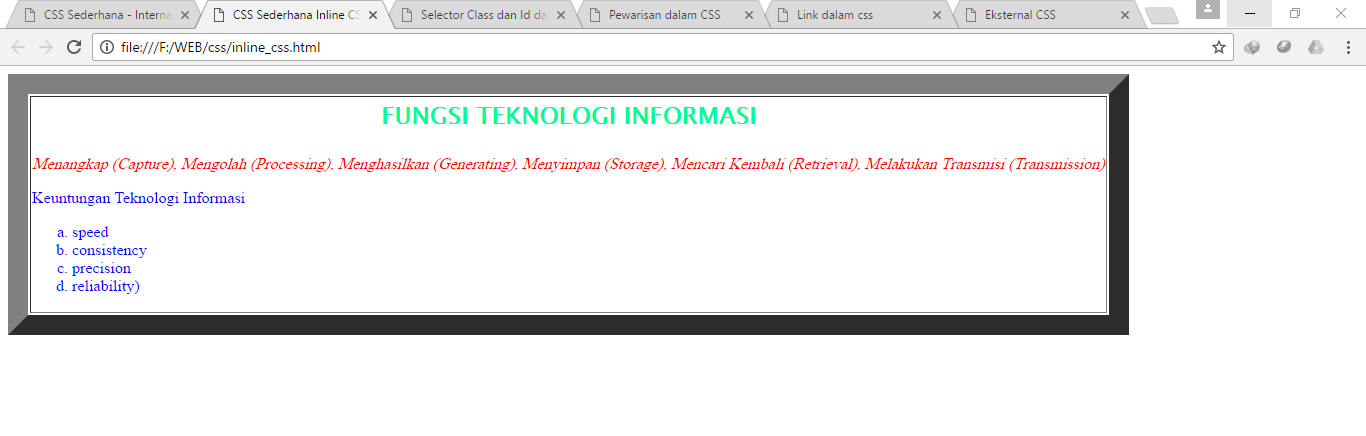 CSS Sederhana - Interna
CSS Sederhana Inline CS
Selector Class dan Id da
Pewarisan dalam CSS
Link dalam css
Eksternal CSS
file:///F:/WEB/css/inline_css.html
FUNGSI TEKNOLOGI INFORMASI
Menangkap (Capture), Mengolah (Processing), Menghasilkan (Generating), Menyimpan (Storage), Mencari Kembali (Retrieval), Melakukan Transmisi (Transmission)
Keuntungan Teknologi Informasi
a. speed
b. consistency
c. precision
d. reliability)